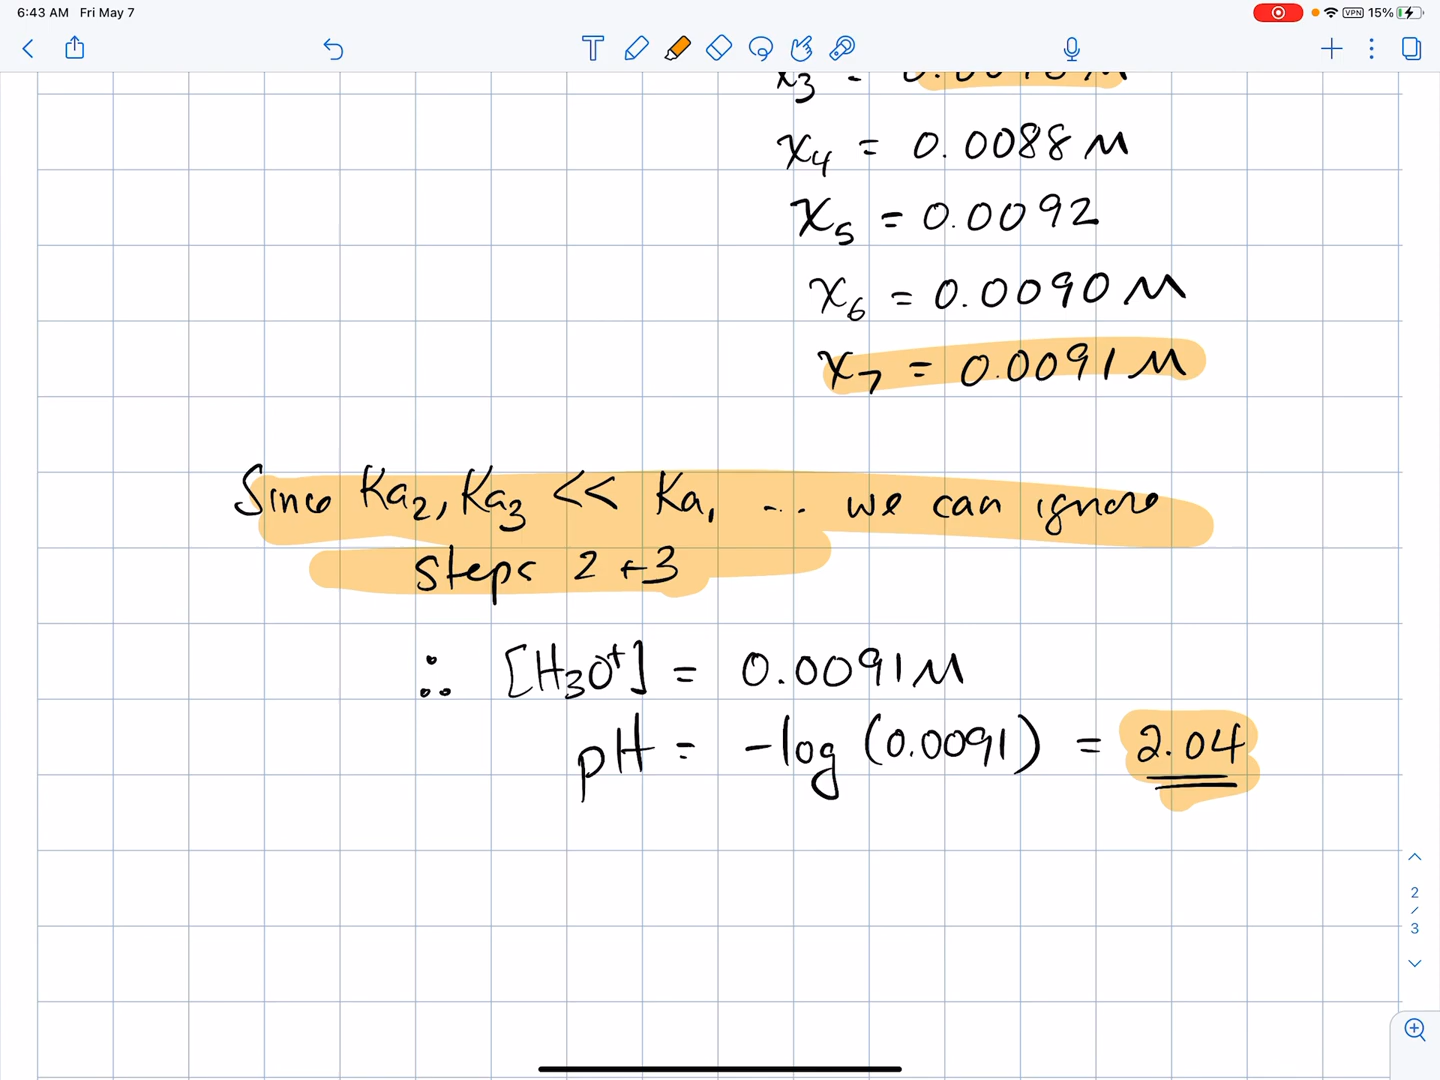 6:43 AM Fri May 7
VPN 15%
T
x₄ = 0.0088 M
x₅ = 0.0092
x₆ = 0.0090 M
x₇ = 0.0091 M
Since Ka₂, Ka₃ << Ka₁ ... we can ignore
steps 2 + 3
∴ [H₃O⁺] = 0.0091 M
pH = -log (0.0091) = 2.04
2
/
3